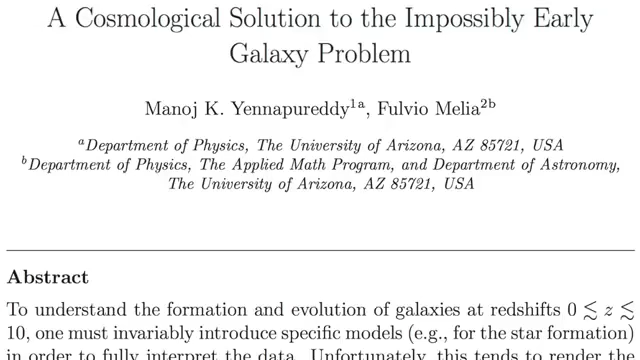 A Cosmological Solution to the Impossibly Early
Galaxy Problem
Manoj K. Yennapureddy1a, Fulvio Melia2b
aDepartment of Physics, The University of Arizona, AZ 85721, USA
bDepartment of Physics, The Applied Math Program, and Department of Astronomy,
The University of Arizona, AZ 85721, USA
Abstract
To understand the formation and evolution of galaxies at redshifts 0 ≲ z ≲
10, one must invariably introduce specific models (e.g., for the star formation)
in order to fully interpret the data. Unfortunately, this tends to render the